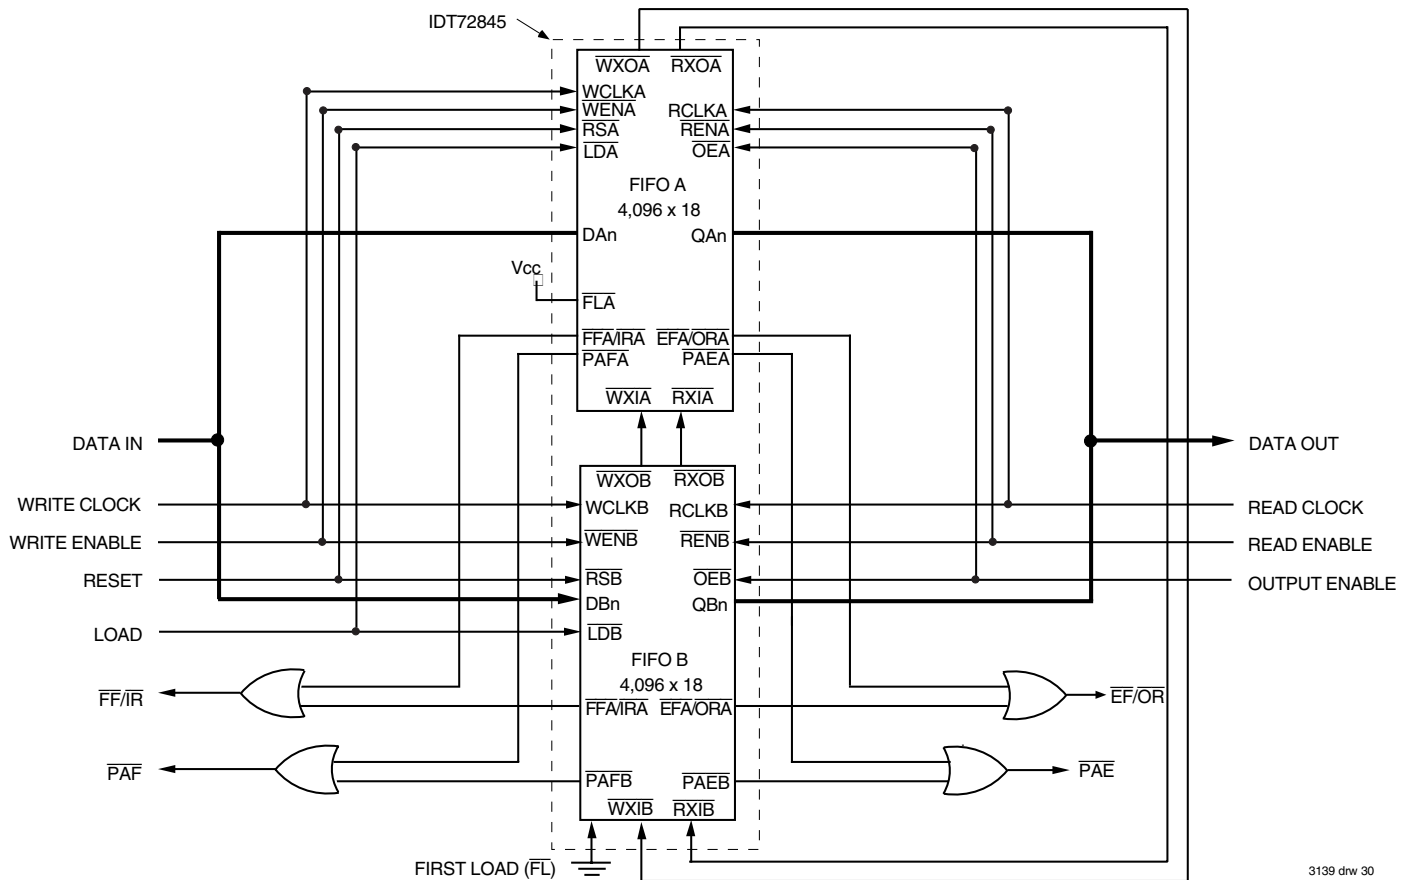 IDT72845
WXOA RXOA
WCLKA
WENA
RSA
LDA
RCLKA
RENA
OEA
FIFO A
4,096 x 18
DAn
QAn
Vcc
FLA
FFA/IRA
EFA/ORA
PAFA
PAEA
WXIA RXIA
DATA IN
DATA OUT
WXOB RXOB
WRITE CLOCK
WCLKB
RCLKB
READ CLOCK
WRITE ENABLE
WENB
RENB
READ ENABLE
RESET
RSB
OEB
OUTPUT ENABLE
DBn
QBn
LOAD
LDB
FIFO B
4,096 x 18
FF/IR
FFA/IRA
EFA/ORA
EF/OR
PAF
PAFB
PAEB
PAE
WXIB RXIB
FIRST LOAD (FL)
3139 drw 30